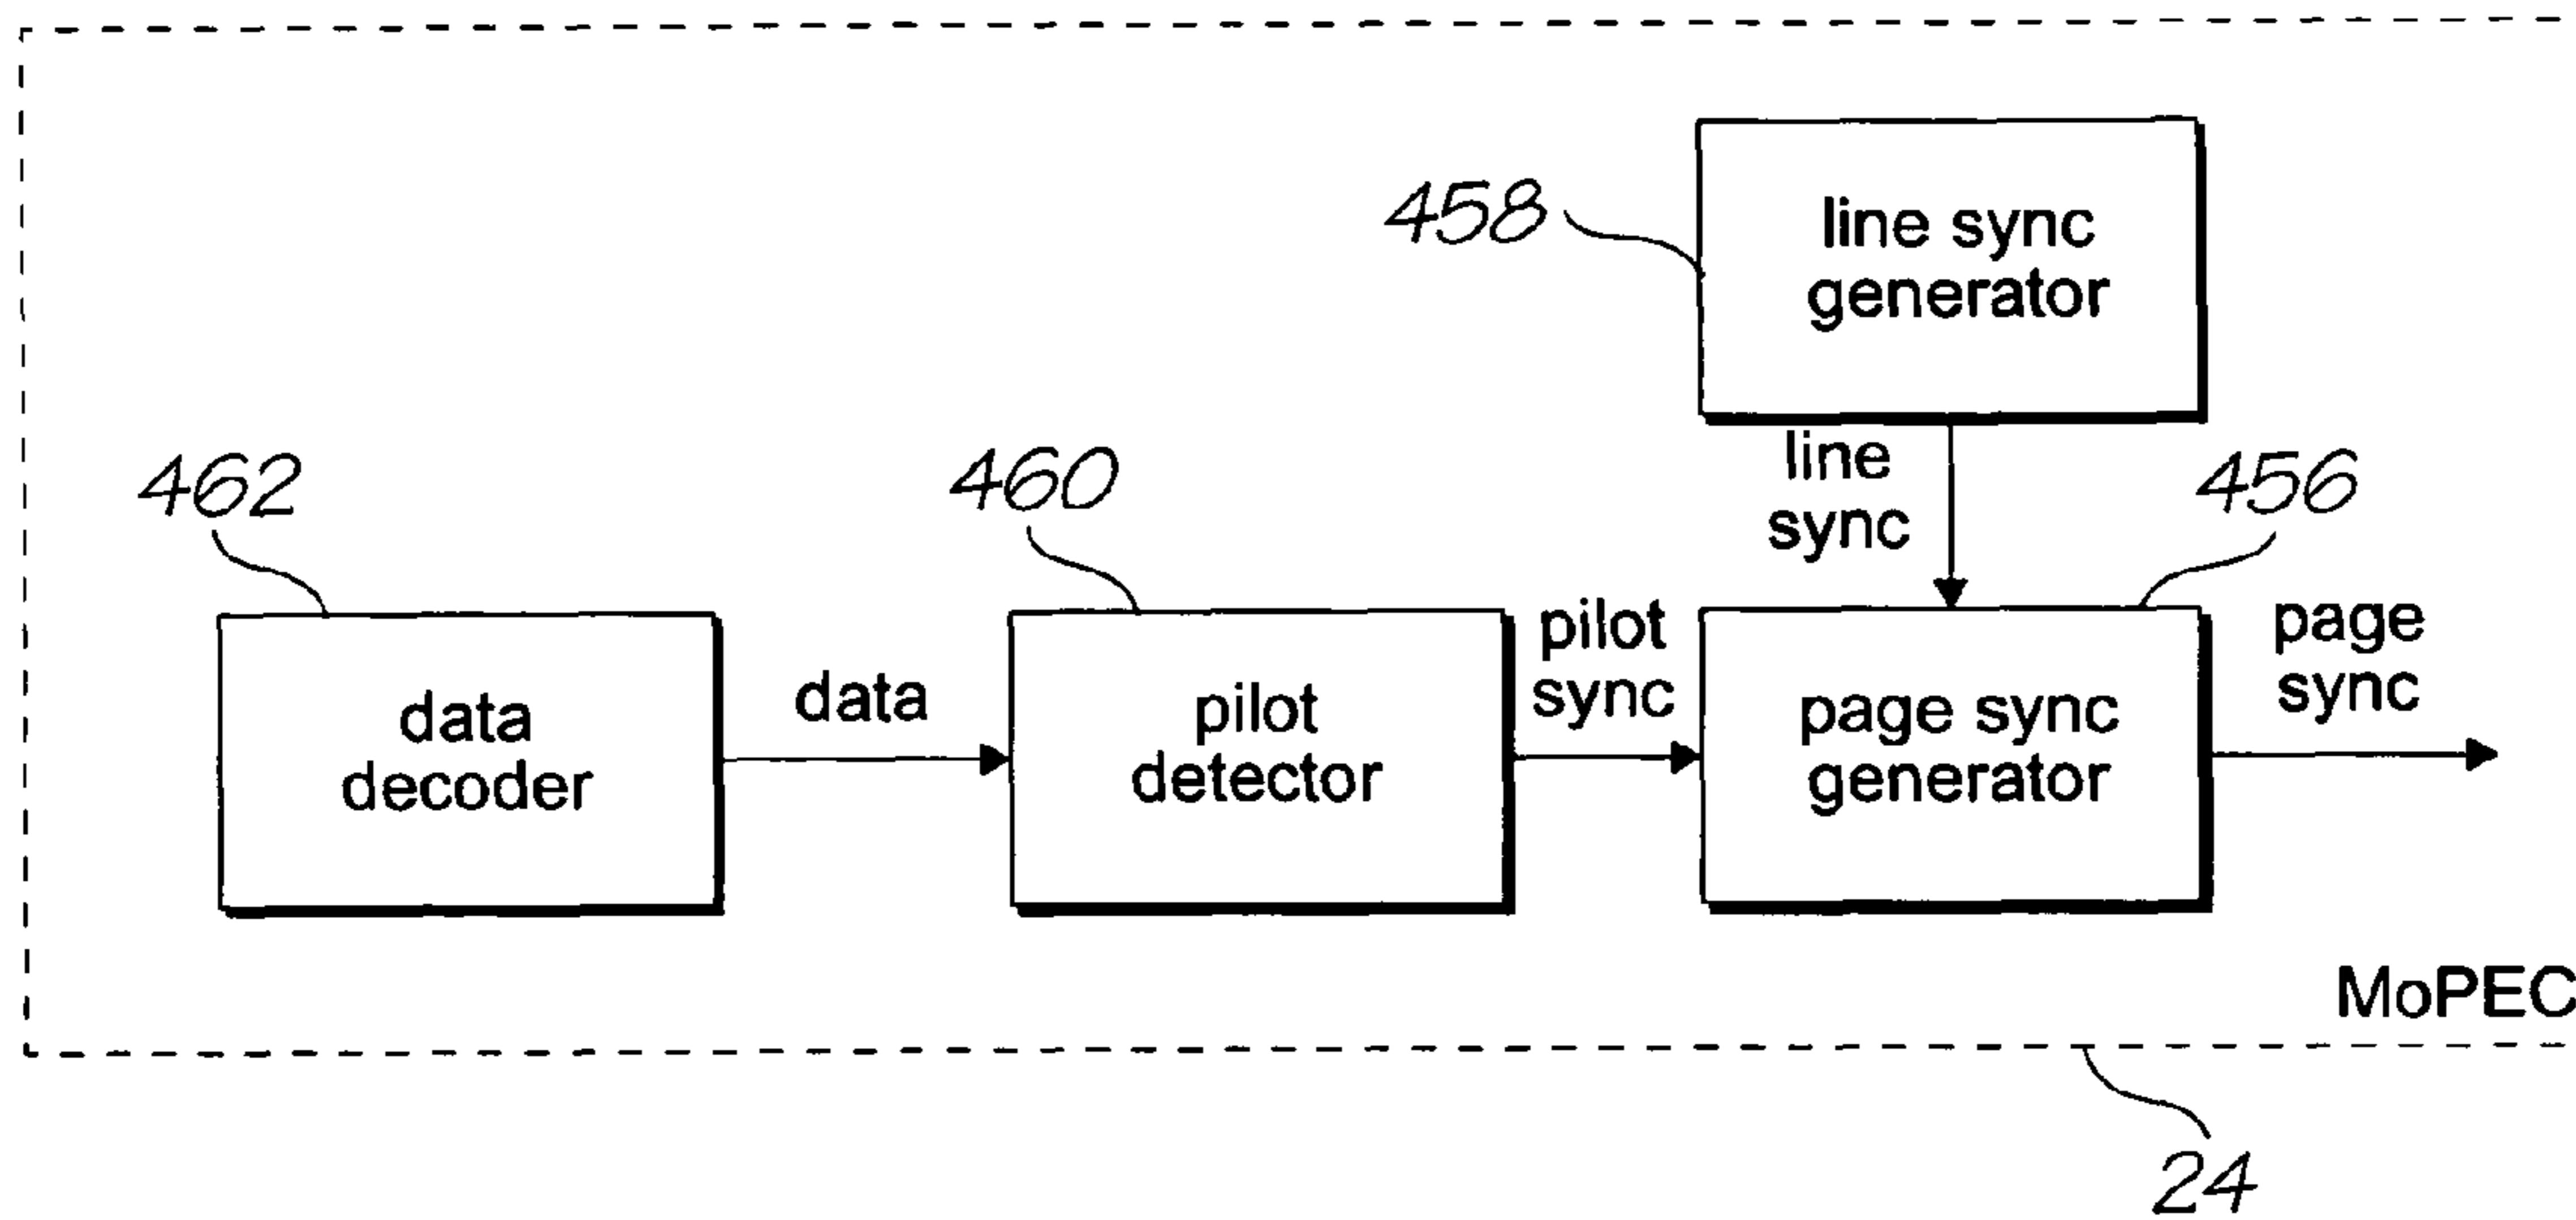 458
line sync
generator
line
sync
462
460
456
data
decoder
data
pilot
detector
pilot
sync
page sync
generator
page
sync
MoPEC
24